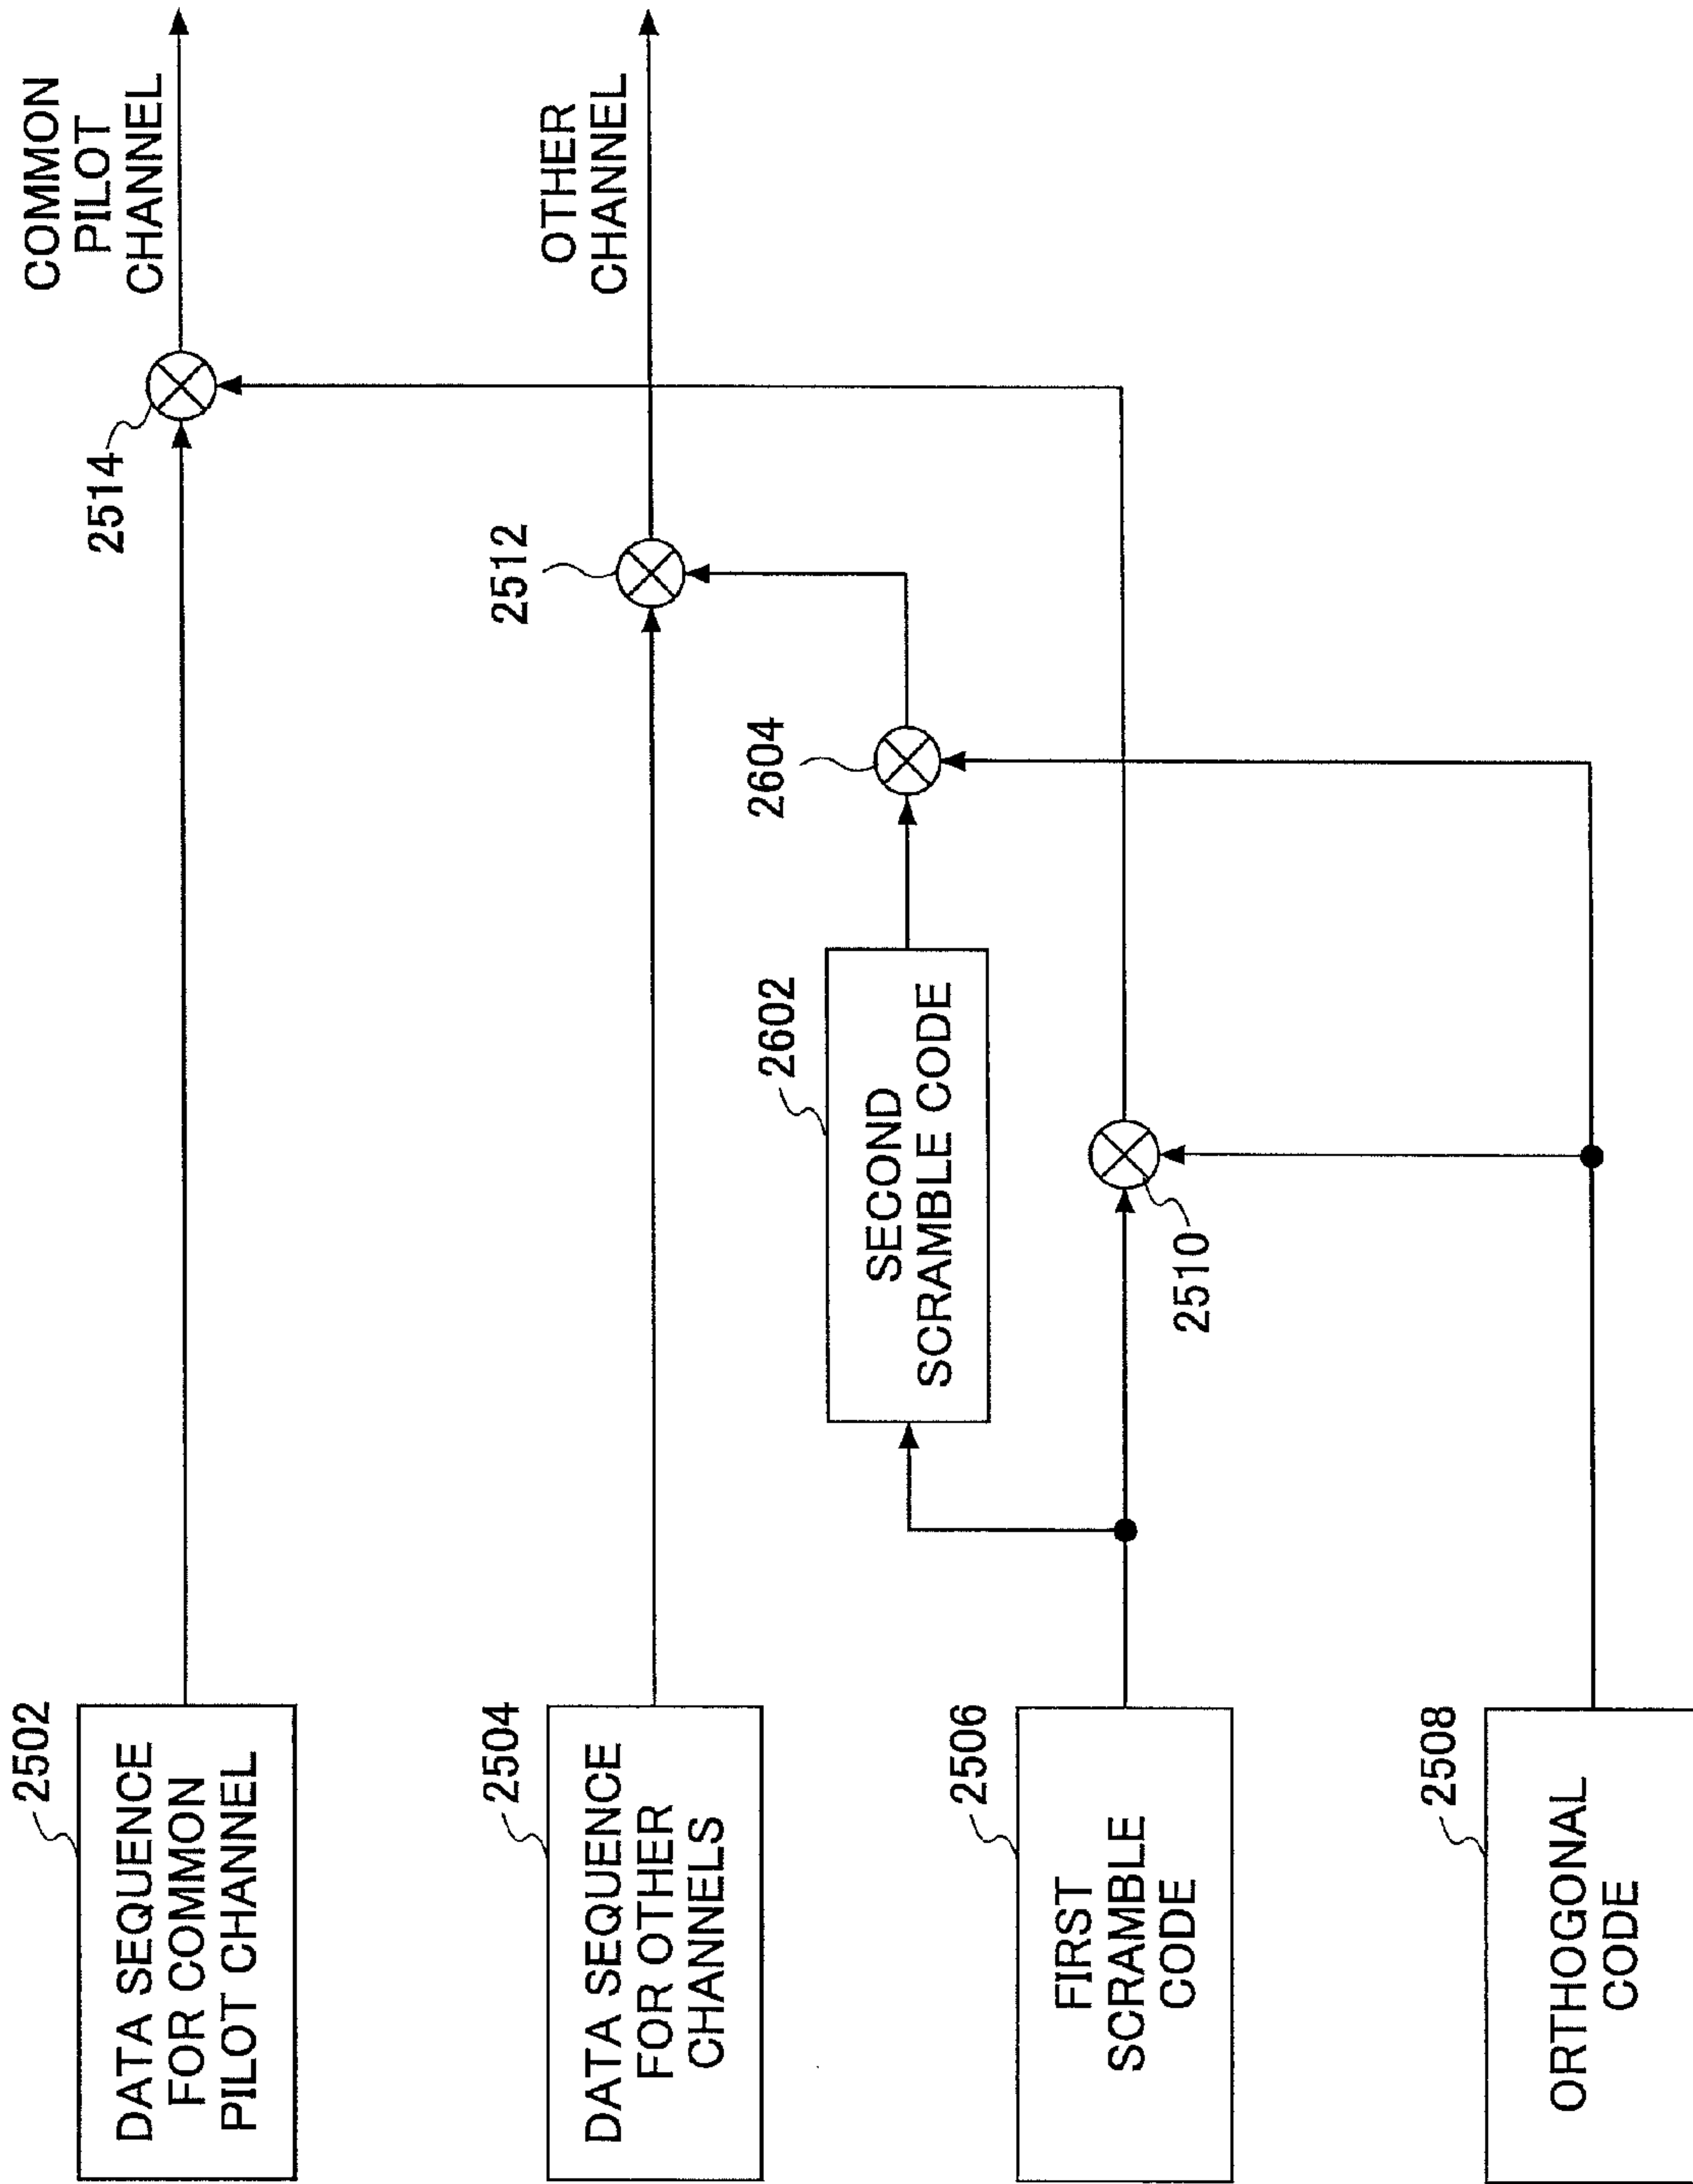 2502
DATA SEQUENCE
FOR COMMON
PILOT CHANNEL
2514
COMMON
PILOT
CHANNEL
2504
DATA SEQUENCE
FOR OTHER
CHANNELS
2512
OTHER
CHANNEL
2602
SECOND
SCRAMBLE CODE
2604
2506
FIRST
SCRAMBLE
CODE
2510
2508
ORTHOGONAL
CODE